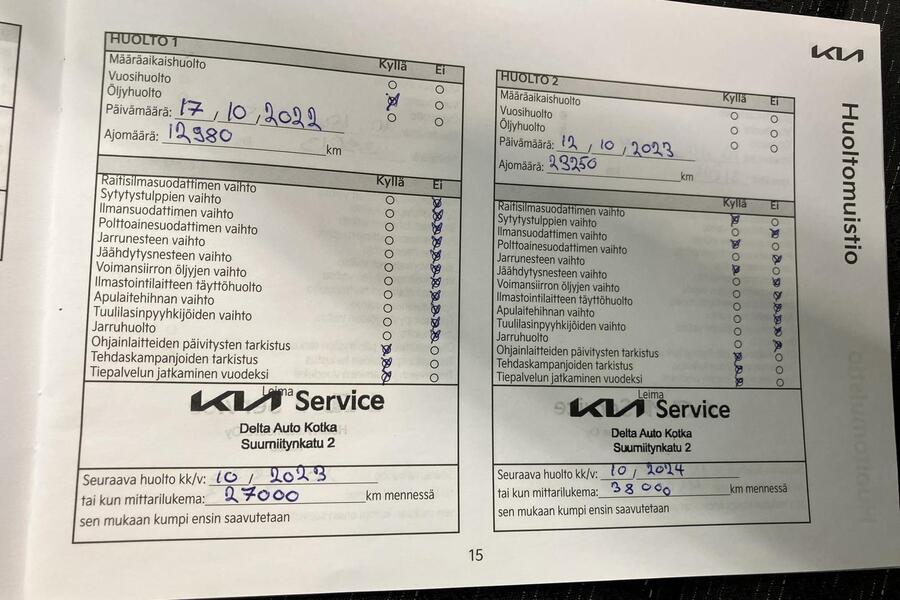 KIA
Huoltomuistio
HUOLTO 1
Kyllä Ei
Määräaikaishuolto
Vuosihuolto
Öljyhuolto
Päivämäärä: 17 , 10 , 2022
Ajomäärä: 12980 km
Kyllä Ei
Raitisilmasuodattimen vaihto
Sytytystulppien vaihto
Ilmansuodattimen vaihto
Polttoainesuodattimen vaihto
Jarrunesteen vaihto
Jäähdytysnesteen vaihto
Voimansiirron öljyjen vaihto
Ilmastointilaitteen täyttöhuolto
Apulaitehihnan vaihto
Tuulilasinpyyhkijöiden vaihto
Jarruhuolto
Ohjainlaitteiden päivitysten tarkistus
Tehdaskampanjoiden tarkistus
Tiepalvelun jatkaminen vuodeksi
Leima
KIA Service
Delta Auto Kotka
Suurniitynkatu 2
Seuraava huolto kk/v: 10 , 2023
tai kun mittarilukema: 27000 km mennessä
sen mukaan kumpi ensin saavutetaan
HUOLTO 2
Kyllä Ei
Määräaikaishuolto
Vuosihuolto
Öljyhuolto
Päivämäärä: 12 , 10 , 2023
Ajomäärä: 23250 km
Kyllä Ei
Raitisilmasuodattimen vaihto
Sytytystulppien vaihto
Ilmansuodattimen vaihto
Polttoainesuodattimen vaihto
Jarrunesteen vaihto
Jäähdytysnesteen vaihto
Voimansiirron öljyjen vaihto
Ilmastointilaitteen täyttöhuolto
Apulaitehihnan vaihto
Tuulilasinpyyhkijöiden vaihto
Jarruhuolto
Ohjainlaitteiden päivitysten tarkistus
Tehdaskampanjoiden tarkistus
Tiepalvelun jatkaminen vuodeksi
Leima
KIA Service
Delta Auto Kotka
Suurniitynkatu 2
Seuraava huolto kk/v: 10 , 2024
tai kun mittarilukema: 38000 km mennessä
sen mukaan kumpi ensin saavutetaan
15